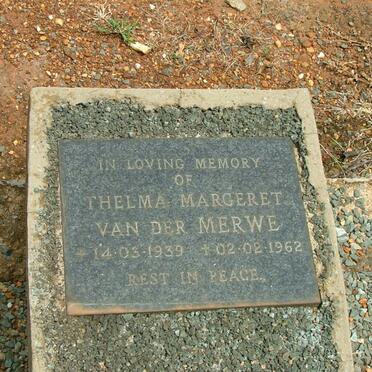 IN LOVING MEMORY
OF
THELMA MARGERET
VAN DER MERWE
+ 14·03·1939 + 02·02·1962
REST IN PEACE.